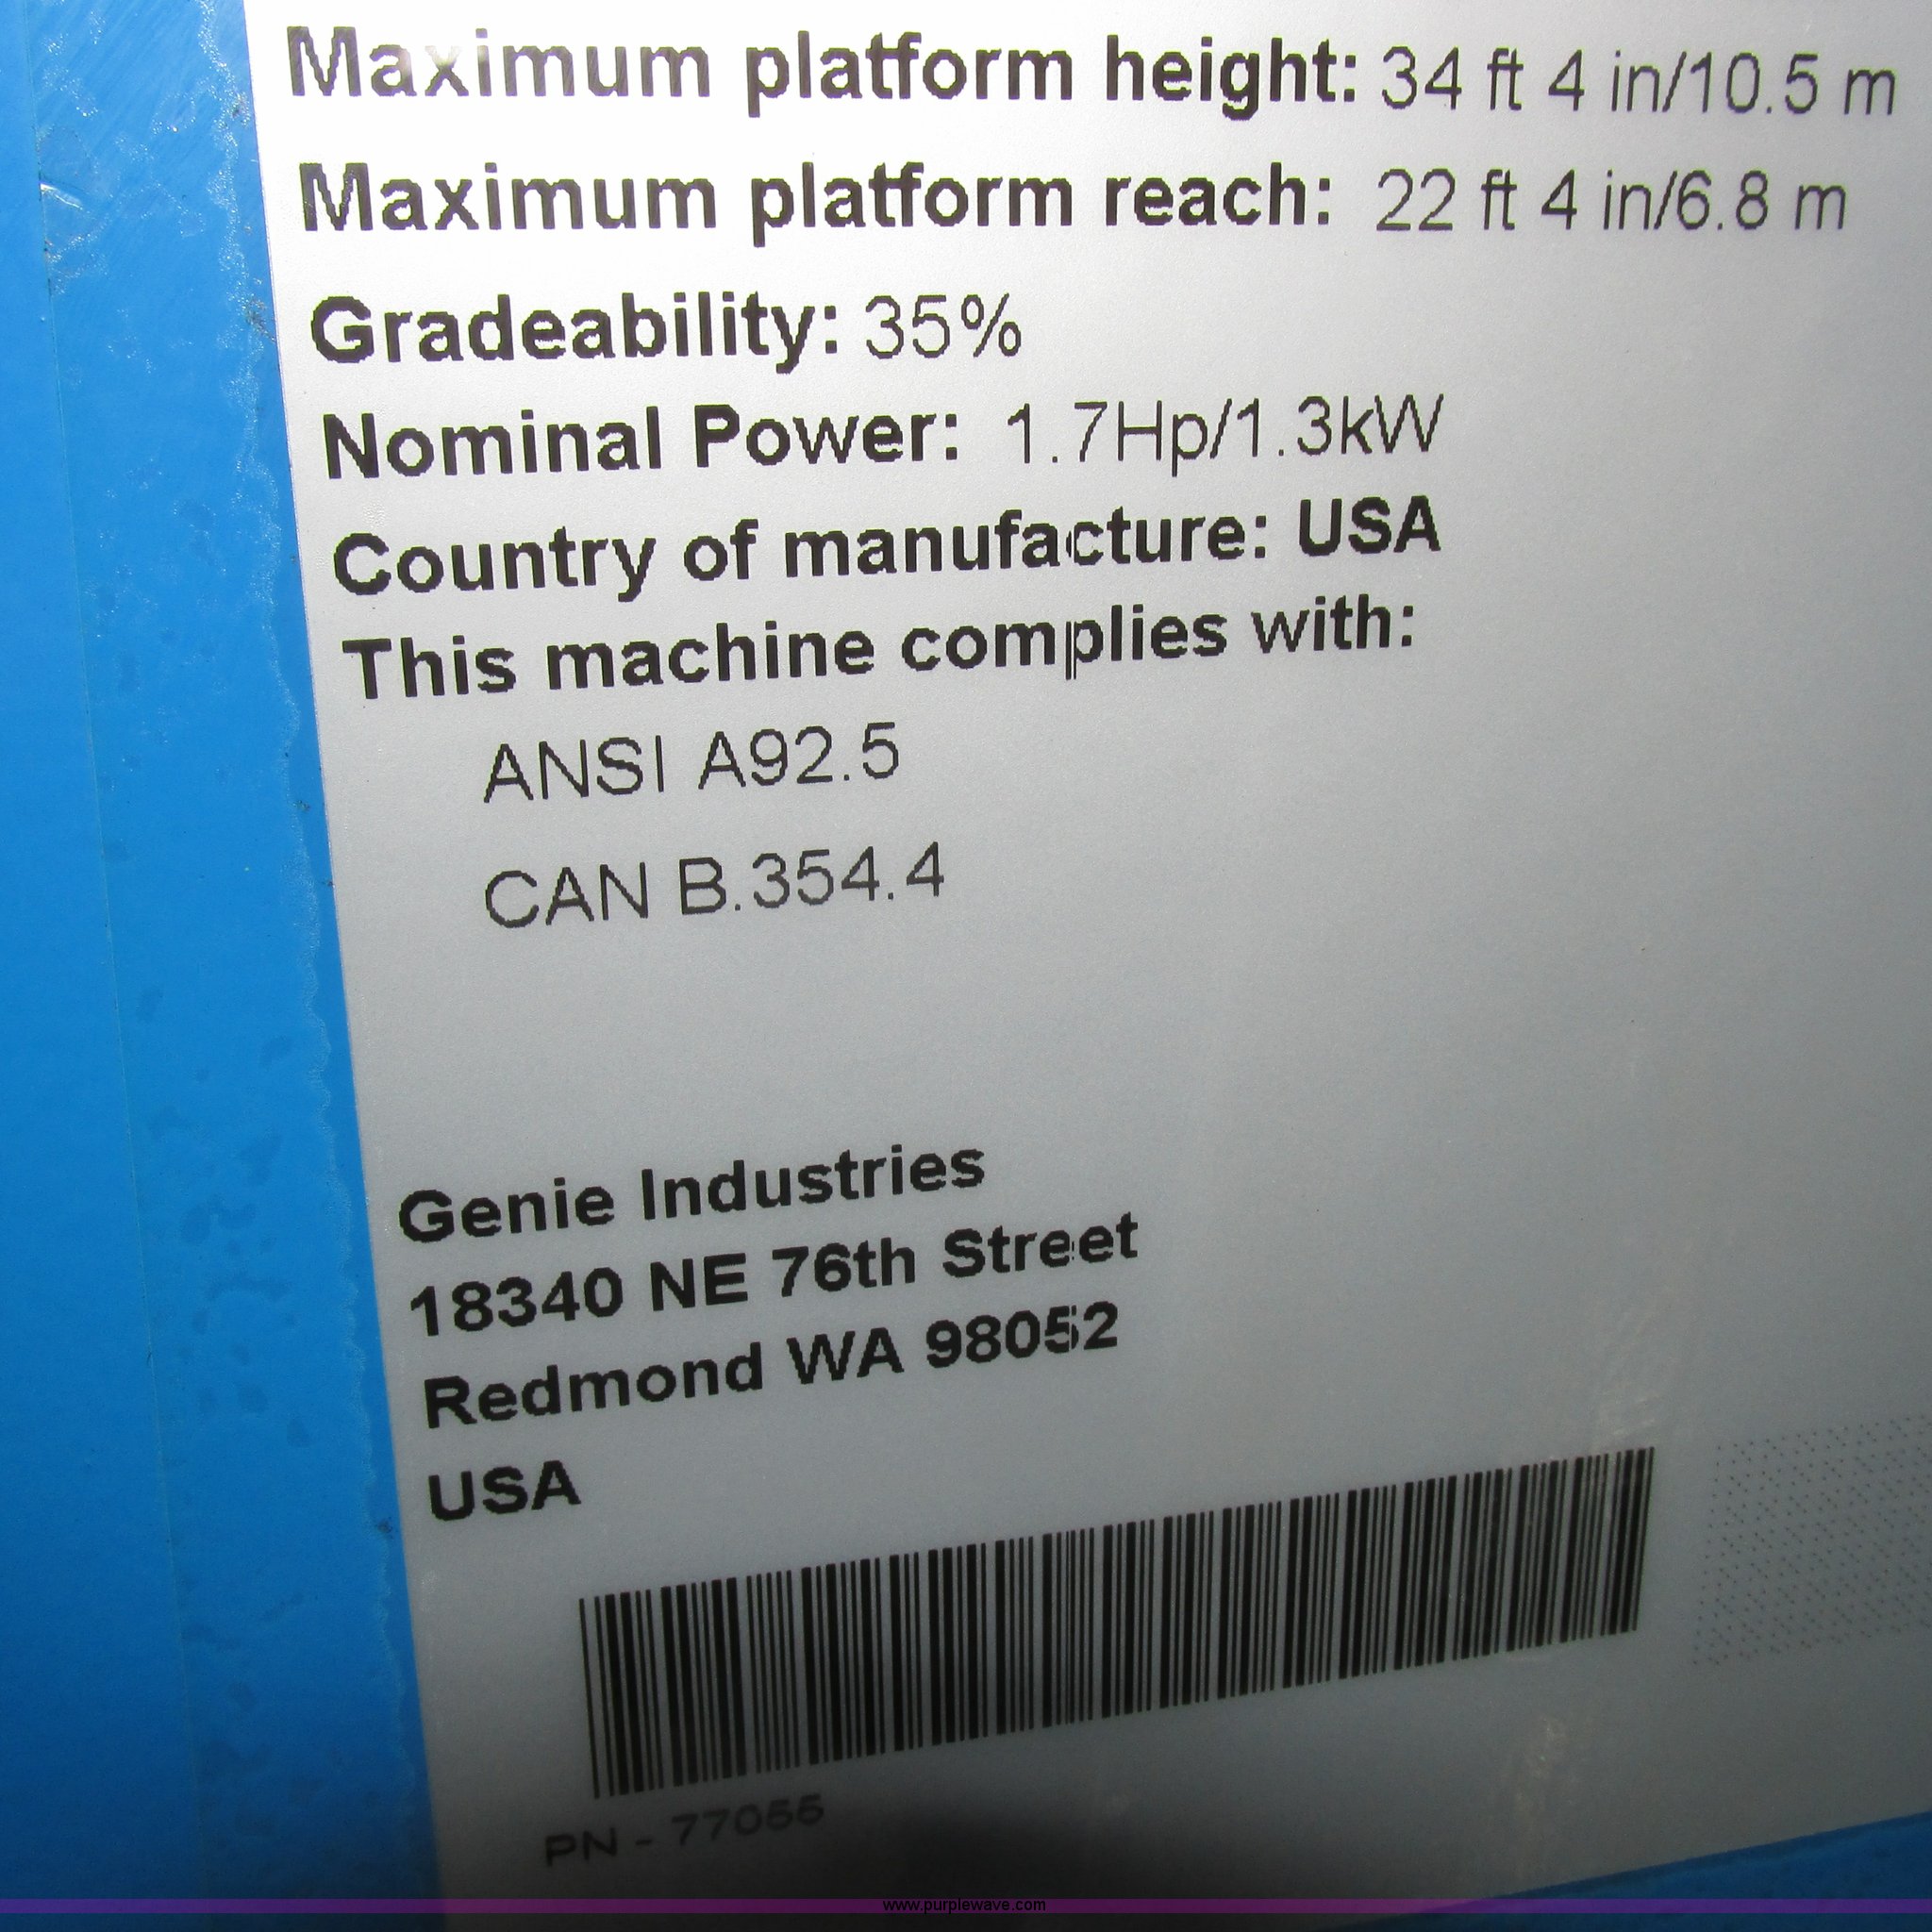 Maximum platform height: 34 ft 4 in/10.5 m
Maximum platform reach: 22 ft 4 in/6.8 m
Gradeability: 35%
Nominal Power: 1.7Hp/1.3kW
Country of manufacture: USA
This machine complies with:
ANSI A92.5
CAN B.354.4
Genie Industries
18340 NE 76th Street
Redmond WA 98052
USA
PN - 77055
www.purplewave.com